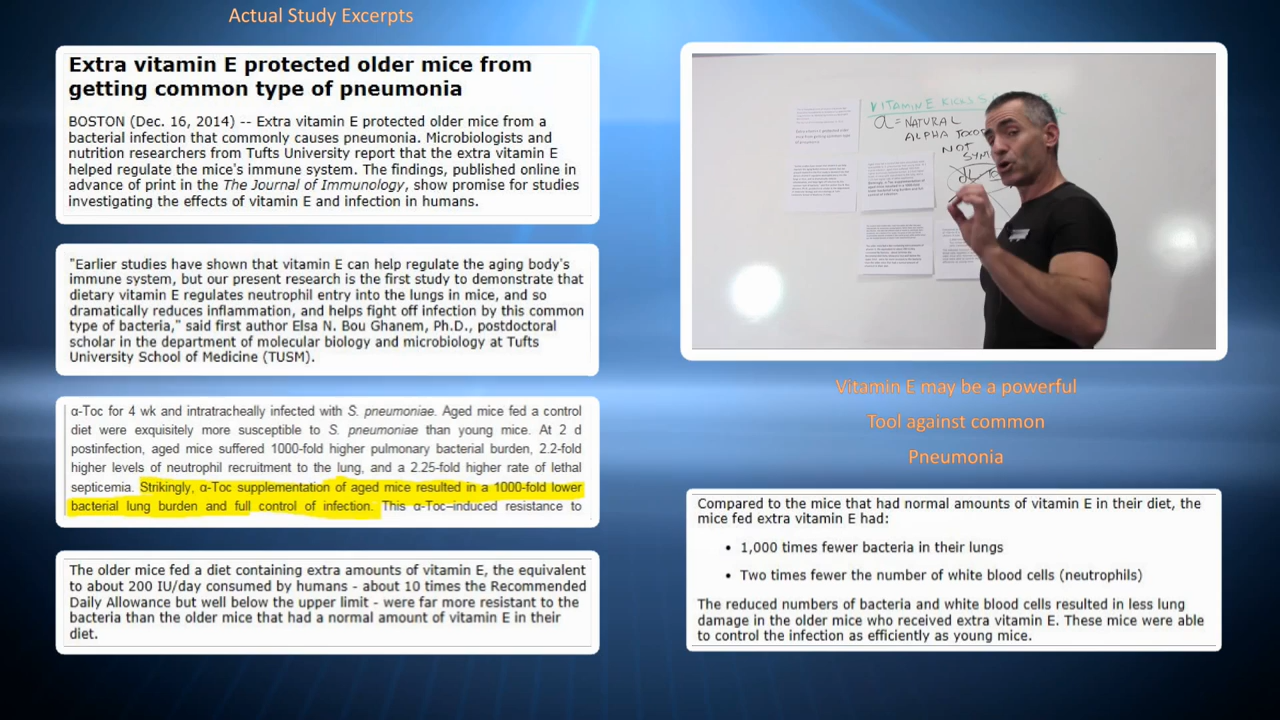 Actual Study Excerpts
Extra vitamin E protected older mice from
getting common type of pneumonia
BOSTON (Dec. 16, 2014) -- Extra vitamin E protected older mice from a
bacterial infection that commonly causes pneumonia. Microbiologists and
nutrition researchers from Tufts University report that the extra vitamin E
helped regulate the mice's immune system. The findings, published online in
advance of print in the The Journal of Immunology, show promise for studies
investigating the effects of vitamin E and infection in humans.
"Earlier studies have shown that vitamin E can help regulate the aging body's
immune system, but our present research is the first study to demonstrate that
dietary vitamin E regulates neutrophil entry into the lungs in mice, and so
dramatically reduces inflammation, and helps fight off infection by this common
type of bacteria," said first author Elsa N. Bou Ghanem, Ph.D., postdoctoral
scholar in the department of molecular biology and microbiology at Tufts
University School of Medicine (TUSM).
α-Toc for 4 wk and intratracheally infected with S. pneumoniae. Aged mice fed a control
diet were exquisitely more susceptible to S. pneumoniae than young mice. At 2 d
postinfection, aged mice suffered 1000-fold higher pulmonary bacterial burden, 2.2-fold
higher levels of neutrophil recruitment to the lung, and a 2.25-fold higher rate of lethal
septicemia. Strikingly, α-Toc supplementation of aged mice resulted in a 1000-fold lower
bacterial lung burden and full control of infection. This α-Toc–induced resistance to
The older mice fed a diet containing extra amounts of vitamin E, the equivalent
to about 200 IU/day consumed by humans - about 10 times the Recommended
Daily Allowance but well below the upper limit - were far more resistant to the
bacteria than the older mice that had a normal amount of vitamin E in their
diet.
VITAMIN E KICKS
α = NATURAL
ALPHA
NOT
Vitamin E may be a powerful
Tool against common
Pneumonia
Compared to the mice that had normal amounts of vitamin E in their diet, the
mice fed extra vitamin E had:
• 1,000 times fewer bacteria in their lungs
• Two times fewer the number of white blood cells (neutrophils)
The reduced numbers of bacteria and white blood cells resulted in less lung
damage in the older mice who received extra vitamin E. These mice were able
to control the infection as efficiently as young mice.